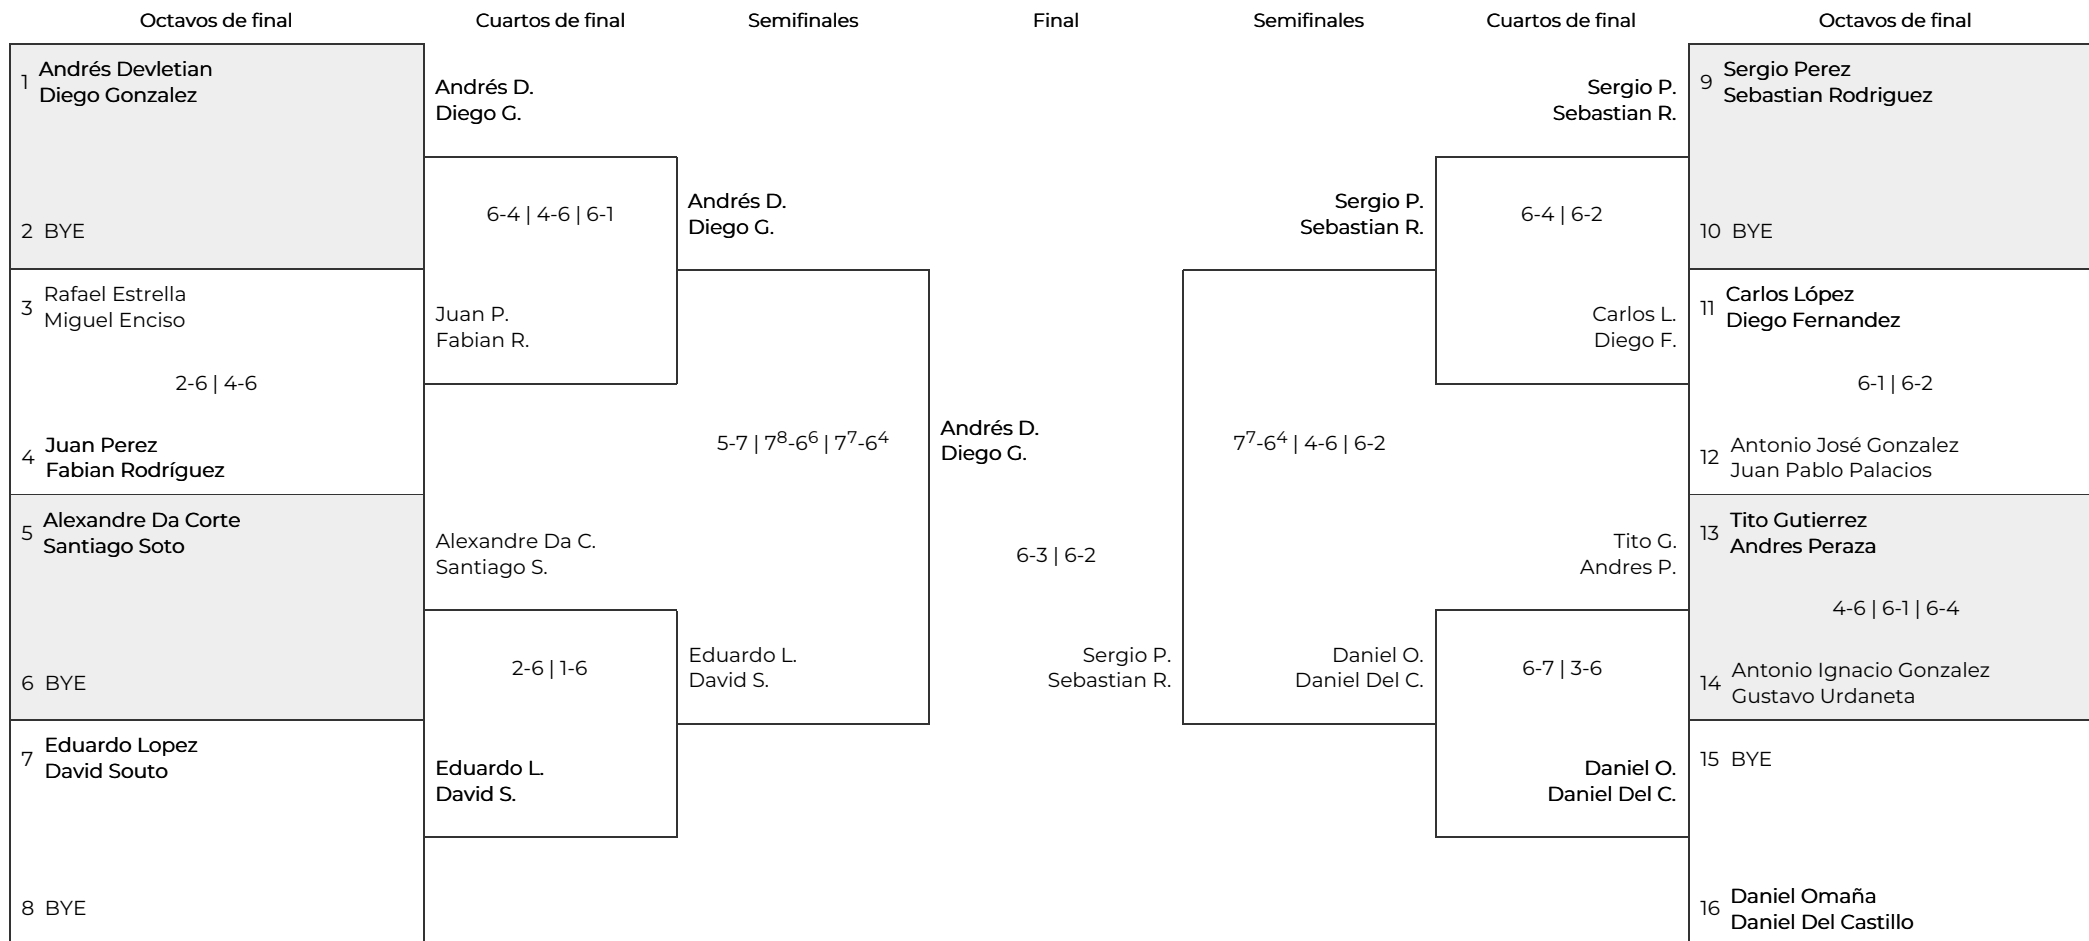 Octavos de final
Cuartos de final
Semifinales
Final
Semifinales
Cuartos de final
Octavos de final
1 Andrés Devletian
Diego Gonzalez
2 BYE
3 Rafael Estrella
Miguel Enciso
2-6 | 4-6
4 Juan Perez
Fabian Rodríguez
5 Alexandre Da Corte
Santiago Soto
6 BYE
7 Eduardo Lopez
David Souto
8 BYE
Andrés D.
Diego G.
6-4 | 4-6 | 6-1
Juan P.
Fabian R.
Alexandre Da C.
Santiago S.
2-6 | 1-6
Eduardo L.
David S.
Andrés D.
Diego G.
5-7 | 7⁸-6⁶ | 7⁷-6⁴
Eduardo L.
David S.
Andrés D.
Diego G.
6-3 | 6-2
Sergio P.
Sebastian R.
Sergio P.
Sebastian R.
7⁷-6⁴ | 4-6 | 6-2
Daniel O.
Daniel Del C.
Sergio P.
Sebastian R.
6-4 | 6-2
Carlos L.
Diego F.
Tito G.
Andres P.
6-7 | 3-6
Daniel O.
Daniel Del C.
9 Sergio Perez
Sebastian Rodriguez
10 BYE
11 Carlos López
Diego Fernandez
6-1 | 6-2
12 Antonio José Gonzalez
Juan Pablo Palacios
13 Tito Gutierrez
Andres Peraza
4-6 | 6-1 | 6-4
14 Antonio Ignacio Gonzalez
Gustavo Urdaneta
15 BYE
16 Daniel Omaña
Daniel Del Castillo